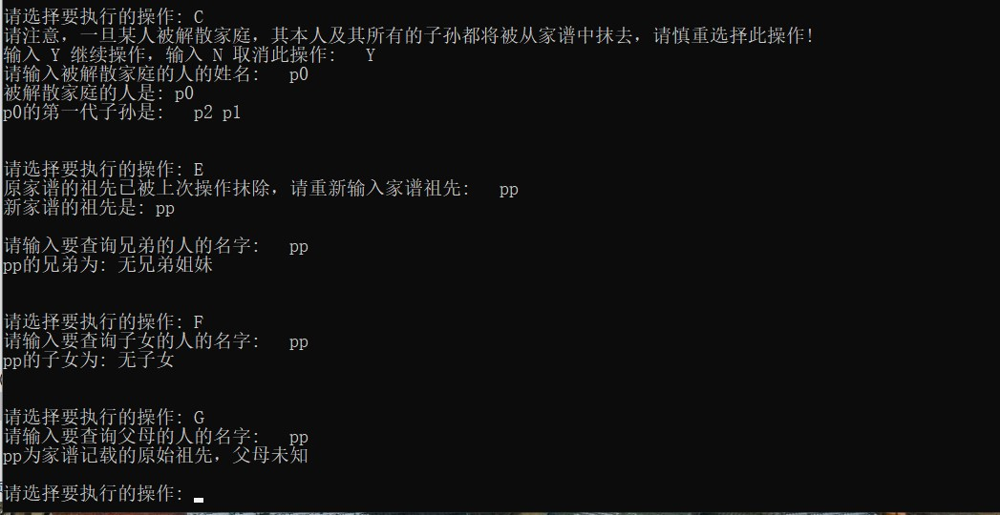 请选择要执行的操作: C
请注意，一旦某人被解散家庭，其本人及其所有的子孙都将被从家谱中抹去，请慎重选择此操作!
输入 Y 继续操作，输入 N 取消此操作:   Y
请输入被解散家庭的人的姓名:   p0
被解散家庭的人是: p0
p0的第一代子孙是:   p2 p1
请选择要执行的操作: E
原家谱的祖先已被上次操作抹除，请重新输入家谱祖先:   pp
新家谱的祖先是: pp
请输入要查询兄弟的人的名字:   pp
pp的兄弟为: 无兄弟姐妹
请选择要执行的操作: F
请输入要查询子女的人的名字:   pp
pp的子女为: 无子女
请选择要执行的操作: G
请输入要查询父母的人的名字:   pp
pp为家谱记载的原始祖先，父母未知
请选择要执行的操作: